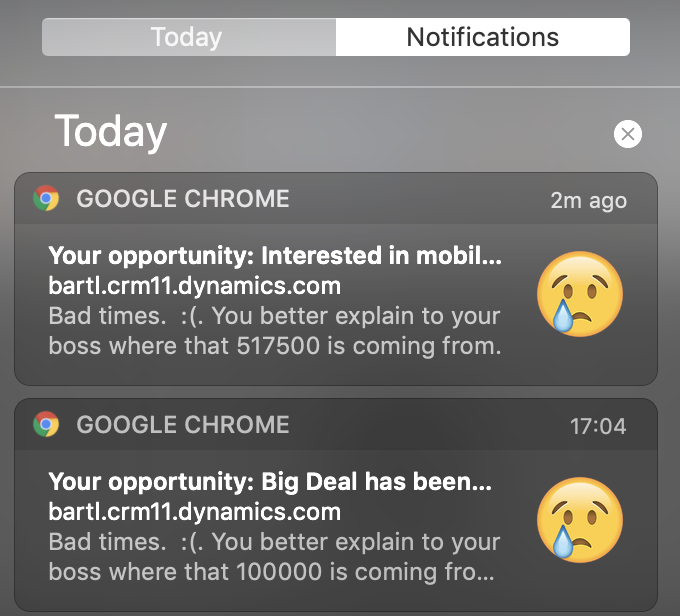 Today
Notifications
Today
GOOGLE CHROME
2m ago
Your opportunity: Interested in mobil...
bartl.crm11.dynamics.com
Bad times.  :(. You better explain to your
boss where that 517500 is coming from.
GOOGLE CHROME
17:04
Your opportunity: Big Deal has been...
bartl.crm11.dynamics.com
Bad times.  :(. You better explain to your
boss where that 100000 is coming fro...